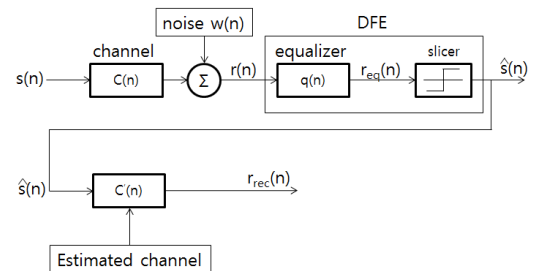 noise w(n)
DFE
channel
equalizer
slicer
s(n)
C(n)
Σ
r(n)
q(n)
r_eq(n)
ŝ(n)
ŝ(n)
C'(n)
r_rec(n)
Estimated channel